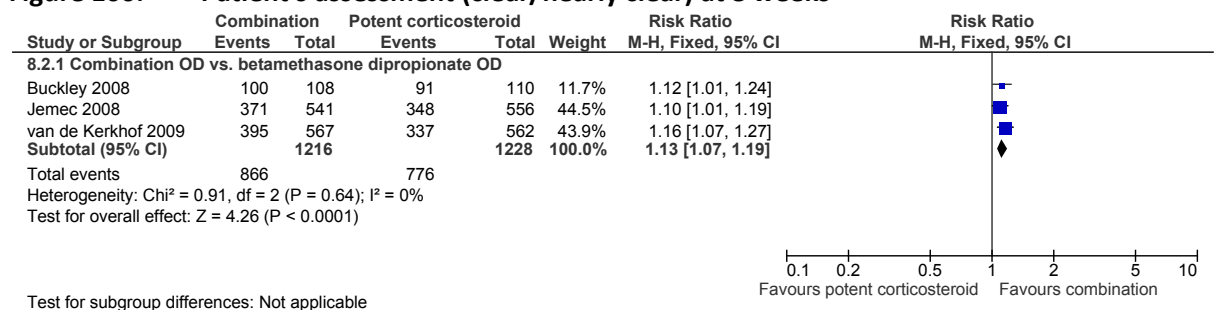 Patient's assessment (clear/nearly clear) at weeks
Combination Potent corticosteroid Risk Ratio Risk Ratio
Study or Subgroup Events Total Events Total Weight M-H, Fixed, 95% CI M-H, Fixed, 95% CI
8.2.1 Combination OD vs. betamethasone dipropionate OD
Buckley 2008 100 108 91 110 11.7% 1.12 [1.01, 1.24]
Jemec 2008 371 541 348 556 44.5% 1.10 [1.01, 1.19]
van de Kerkhof 2009 395 567 337 562 43.9% 1.16 [1.07, 1.27]
Subtotal (95% CI) 1216 1228 100.0% 1.13 [1.07, 1.19]
Total events 866 776
Heterogeneity: Chi² = 0.91, df = 2 (P = 0.64); I² = 0%
Test for overall effect: Z = 4.26 (P < 0.0001)
0.1 0.2 0.5 1 2 5 10
Favours potent corticosteroid Favours combination
Test for subgroup differences: Not applicable